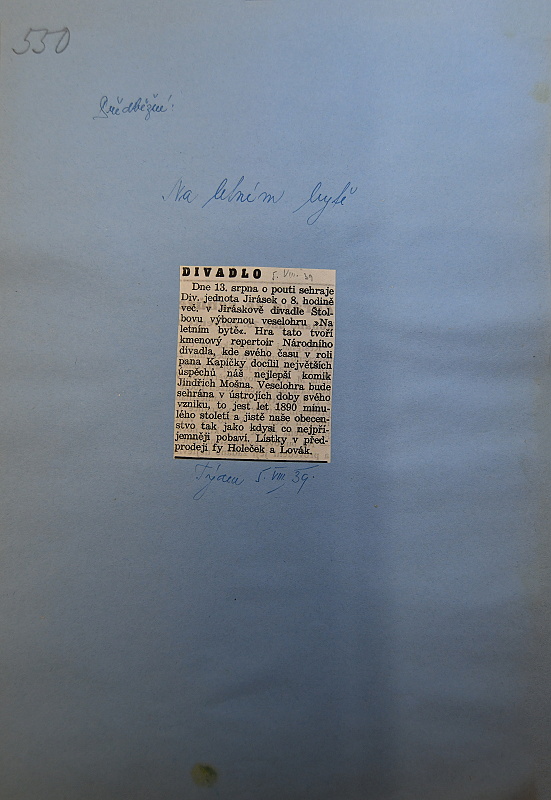 550
Předběžné:
Na letním bytě
DIVADLO 5. VIII. 39
Dne 13. srpna o pouti sehraje
Div. jednota Jirásek o 8. hodině
več. v Jiráskově divadle Štol-
bovu výbornou veselohru »Na
letním bytě«. Hra tato tvoří
kmenový repertoir Národního
divadla, kde svého času v roli
pana Kapičky docílil největších
úspěchů náš nejlepší komik
Jindřich Mošna. Veselohra bude
sehrána v ústrojích doby svého
vzniku, to jest let 1890 minu-
lého století a jistě naše obecen-
stvo tak jako kdysi co nejpří-
jemněji pobaví. Lístky v před-
prodeji fy Holeček a Lovák.
Týden 5. VIII. 39.